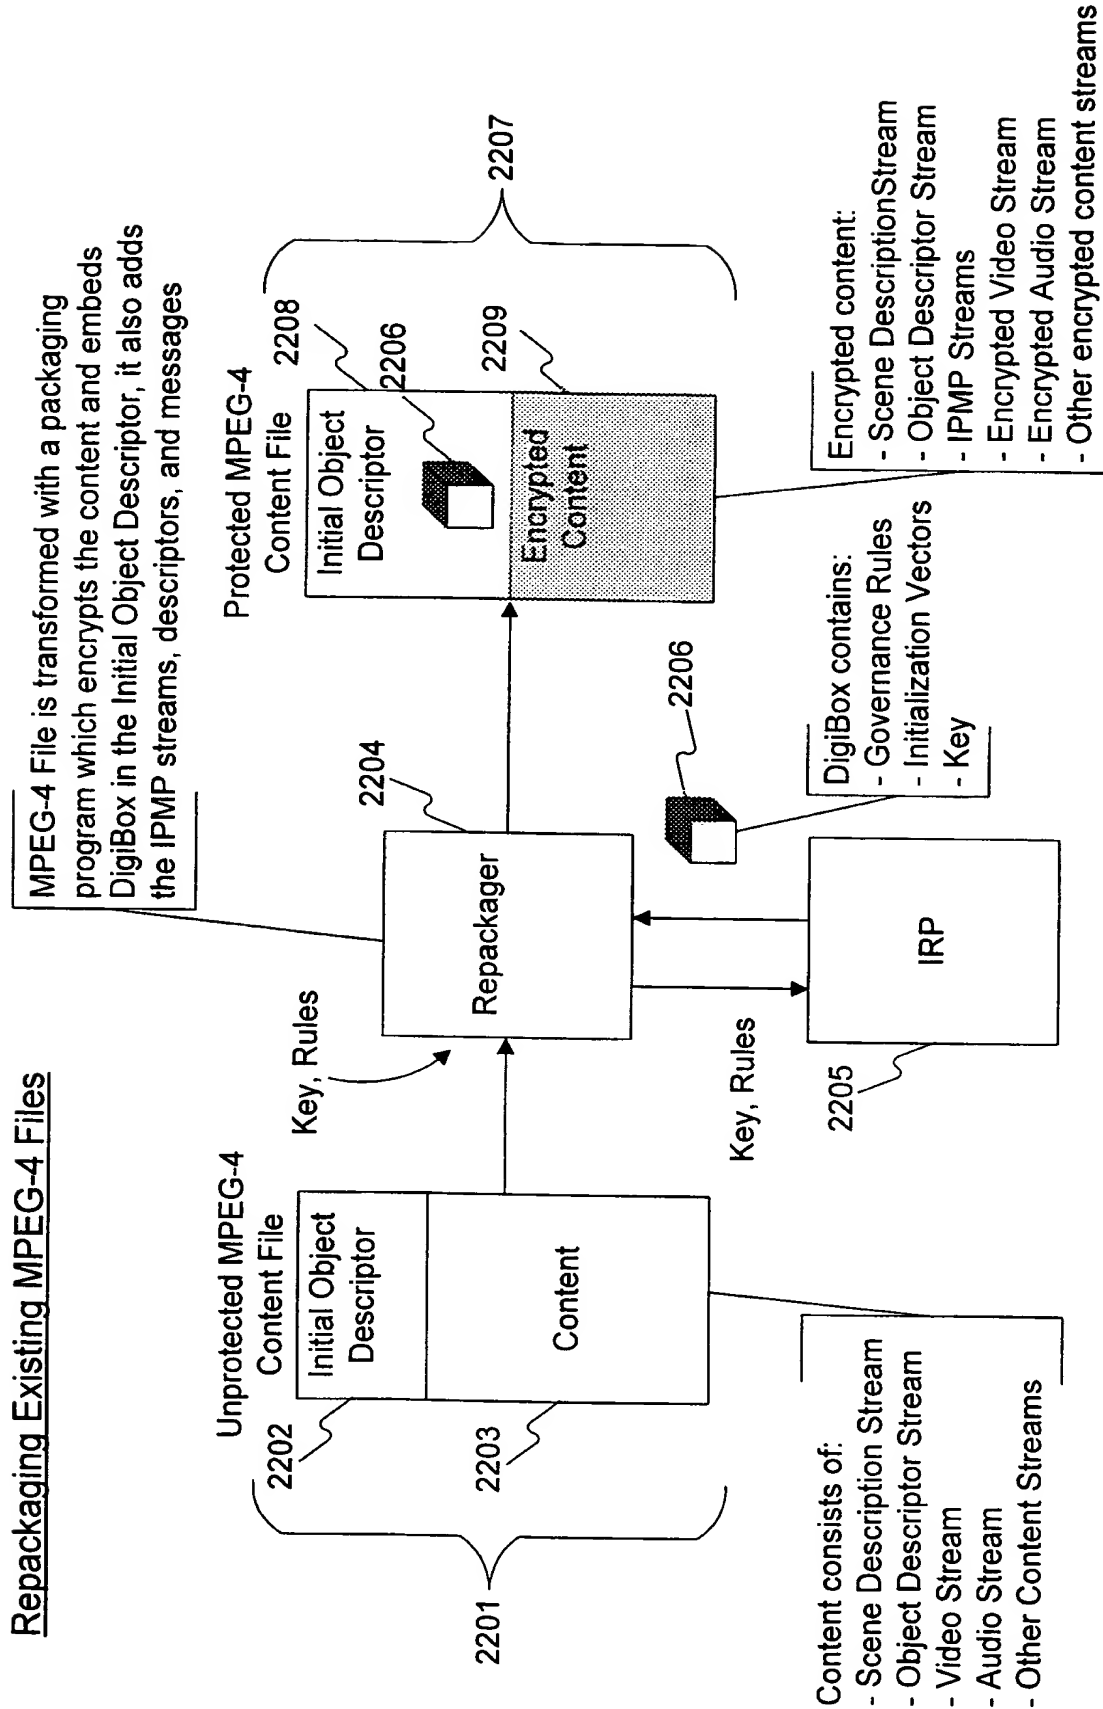 Repackaging Existing MPEG-4 Files
MPEG-4 File is transformed with a packaging
program which encrypts the content and embeds
DigiBox in the Initial Object Descriptor, it also adds
the IPMP streams, descriptors, and messages
Unprotected MPEG-4
Content File
2202
Initial Object
Descriptor
2203
Content
2201
Key, Rules
Repackager
2204
Protected MPEG-4
Content File
Initial Object
Descriptor
2208
2206
2209
Encrypted
Content
2207
Key, Rules
2205
IRP
2206
DigiBox contains:
- Governance Rules
- Initialization Vectors
- Key
Content consists of:
- Scene Description Stream
- Object Descriptor Stream
- Video Stream
- Audio Stream
- Other Content Streams
Encrypted content:
- Scene DescriptionStream
- Object Descriptor Stream
- IPMP Streams
- Encrypted Video Stream
- Encrypted Audio Stream
- Other encrypted content streams